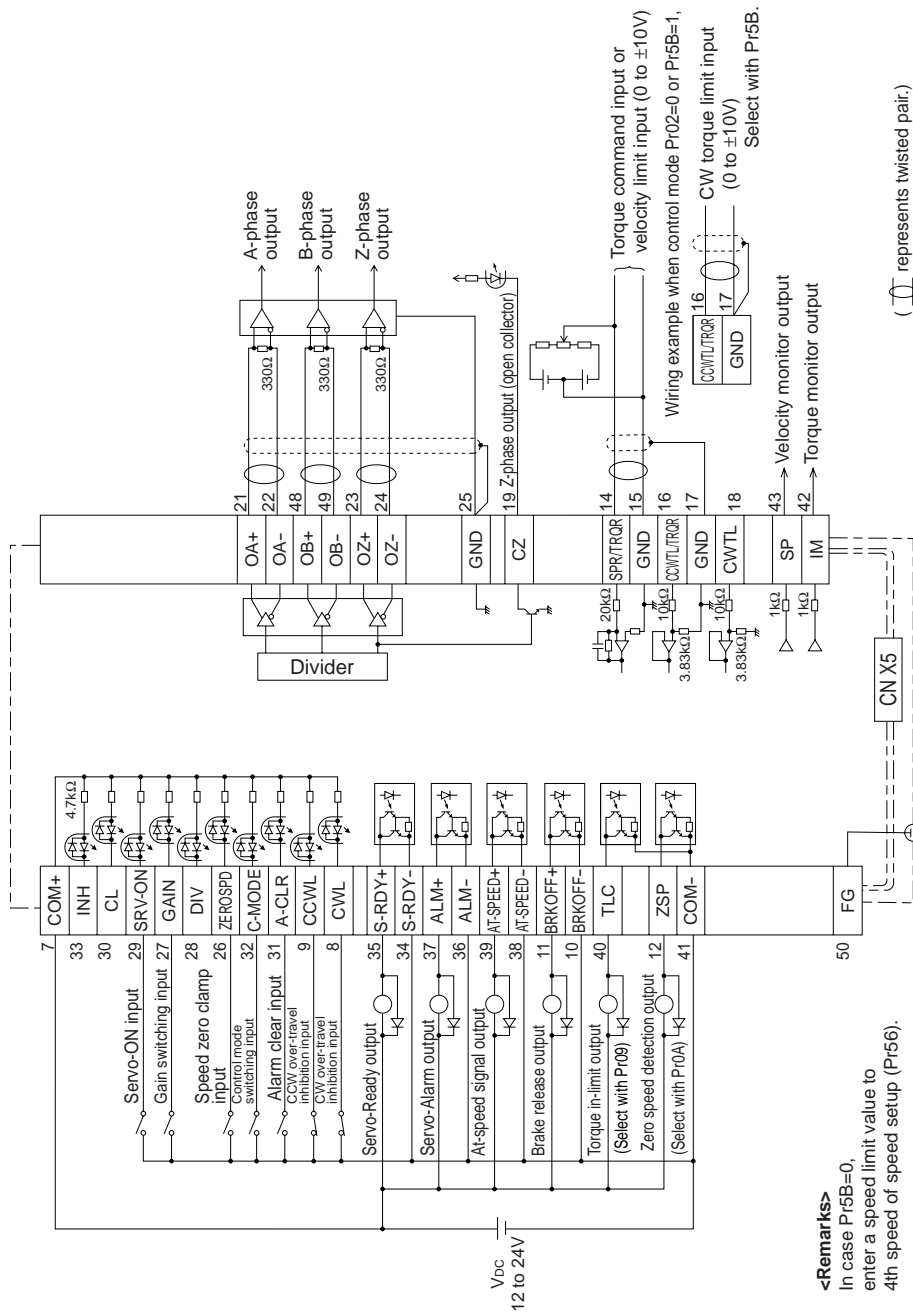 VDC
12 to 24V
Servo-ON input
Gain switching input
Speed zero clamp
input
Control mode
switching input
Alarm clear input
CCW over-travel
inhibition input
CW over-travel
inhibition input
Servo-Ready output
Servo-Alarm output
At-speed signal output
Brake release output
Torque in-limit output
(Select with Pr09)
Zero speed detection output
(Select with Pr0A)
7 COM+
33 INH
30 CL
29 SRV-ON
27 GAIN
28 DIV
26 ZEROSPD
32 C-MODE
31 A-CLR
9 CCWL
8 CWL
35 S-RDY+
34 S-RDY–
37 ALM+
36 ALM–
39 AT-SPEED+
38 AT-SPEED–
11 BRKOFF+
10 BRKOFF–
40 TLC
12 ZSP
41 COM–
50 FG
4.7kΩ
CN X5
Divider
OA+ 21
OA– 22
OB+ 48
OB– 49
OZ+ 23
OZ– 24
GND 25
CZ 19
330Ω
330Ω
330Ω
A-phase
output
B-phase
output
Z-phase
output
Z-phase output (open collector)
20kΩ
10kΩ
3.83kΩ
10kΩ
3.83kΩ
1kΩ
1kΩ
SPR/TRQR 14
GND 15
CCWTL/TRQR 16
GND 17
CWTL 18
SP 43
IM 42
Torque command input or
velocity limit input (0 to ±10V)
Wiring example when control mode Pr02=0 or Pr5B=1,
CCWTL/TRQR 16
GND 17
CW torque limit input
(0 to ±10V)
Select with Pr5B.
Velocity monitor output
Torque monitor output
<Remarks>
In case Pr5B=0,
enter a speed limit value to
4th speed of speed setup (Pr56).
( represents twisted pair.)